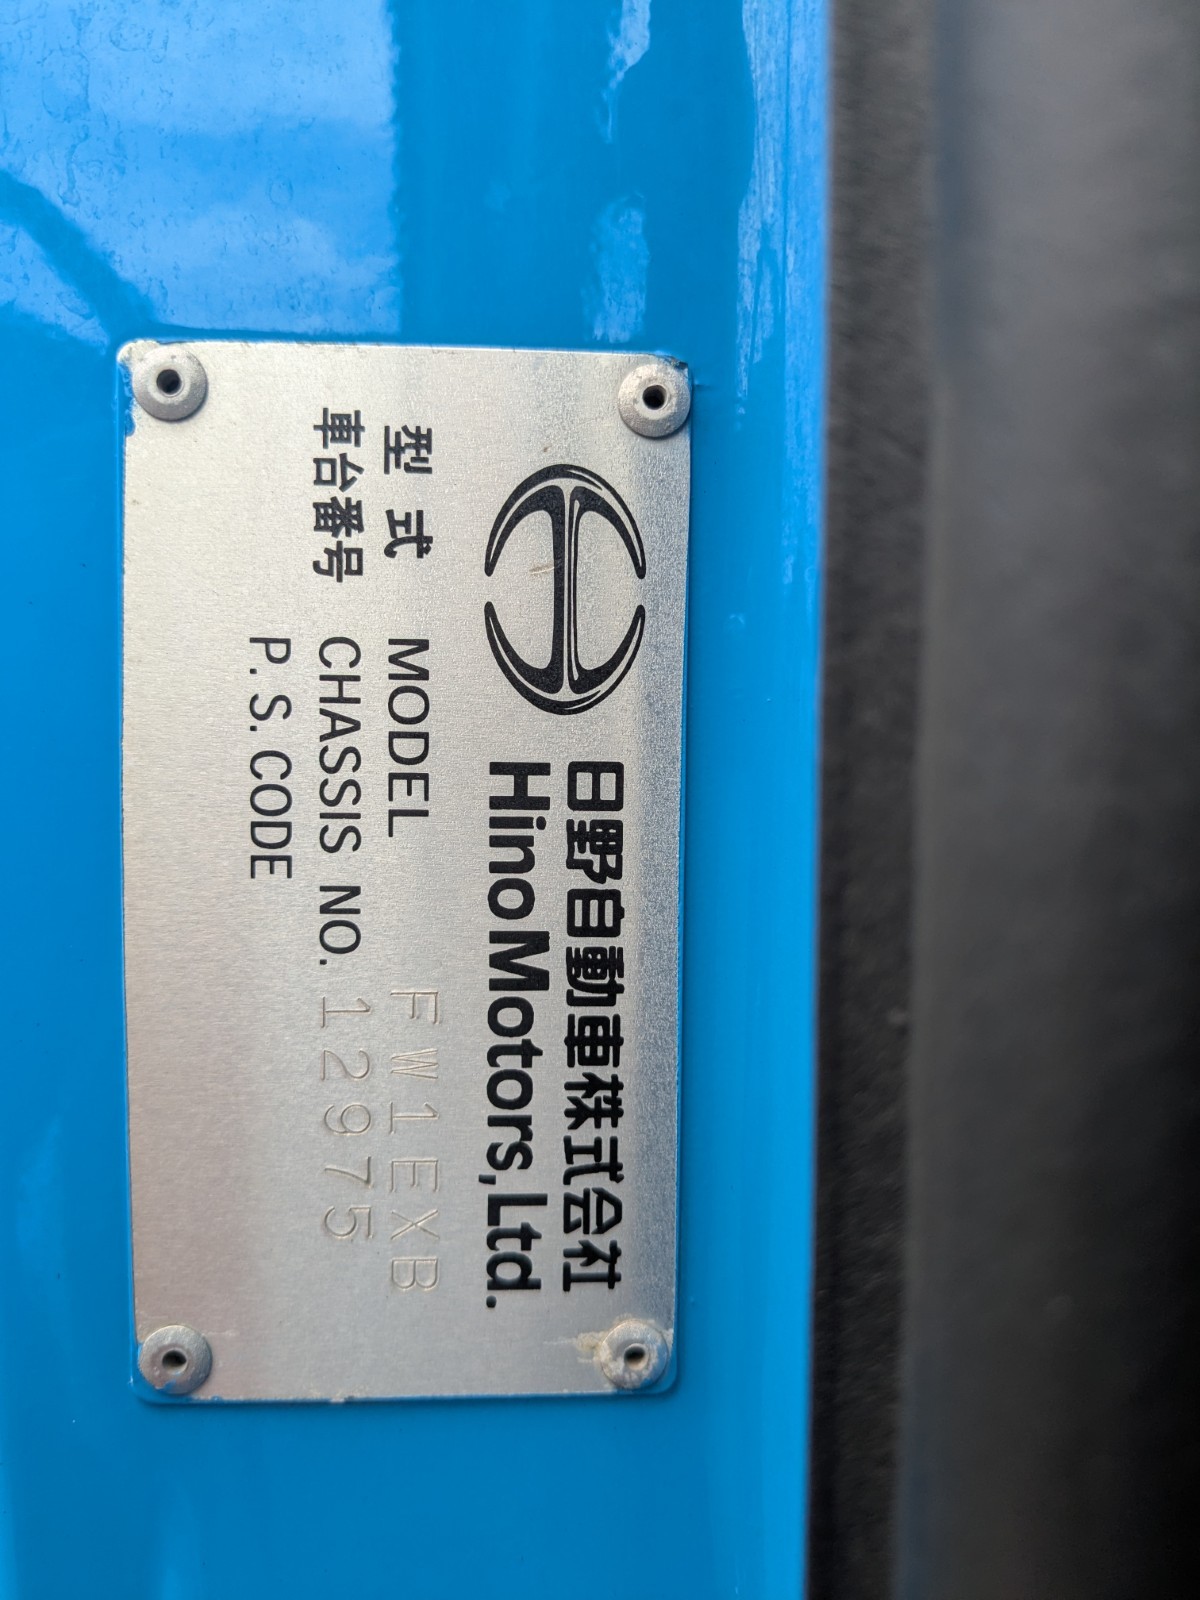 日野自動車株式会社
Hino Motors, Ltd.
型式 MODEL FW1EXB
車台番号 CHASSIS NO. 12975
P.S.CODE